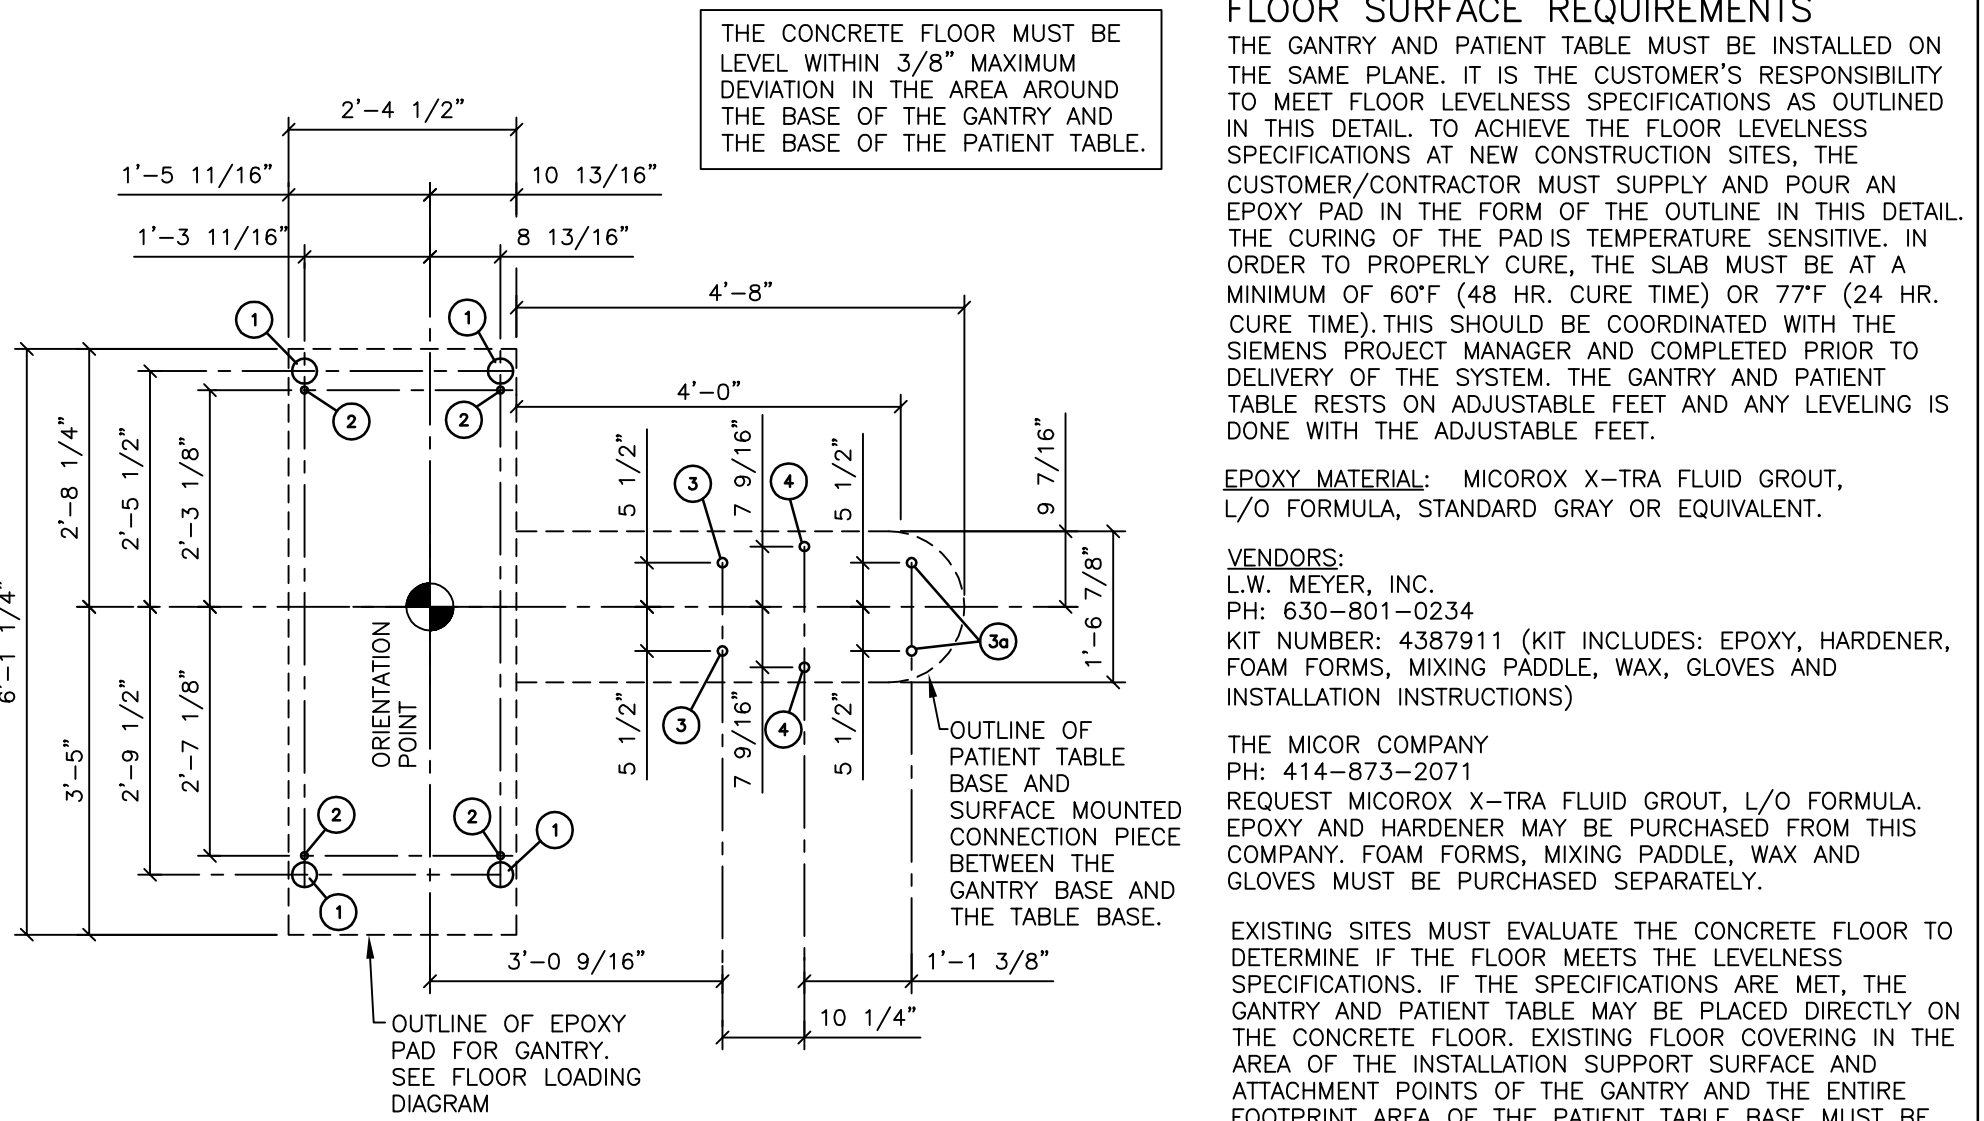 THE CONCRETE FLOOR MUST BE
LEVEL WITHIN 3/8" MAXIMUM
DEVIATION IN THE AREA AROUND
THE BASE OF THE GANTRY AND
THE BASE OF THE PATIENT TABLE.
2'-4 1/2"
1'-5 11/16"
10 13/16"
1'-3 11/16"
8 13/16"
4'-8"
4'-0"
1
1
2
2
6'-1 1/4"
2'-8 1/4"
2'-5 1/2"
2'-3 1/8"
3'-5"
2'-9 1/2"
2'-7 1/8"
5 1/2"
7 9/16"
5 1/2"
9 7/16"
1'-6 7/8"
3
4
3a
3
4
5 1/2"
7 9/16"
5 1/2"
ORIENTATION
POINT
2
2
1
1
OUTLINE OF
PATIENT TABLE
BASE AND
SURFACE MOUNTED
CONNECTION PIECE
BETWEEN THE
GANTRY BASE AND
THE TABLE BASE.
3'-0 9/16"
1'-1 3/8"
10 1/4"
OUTLINE OF EPOXY
PAD FOR GANTRY.
SEE FLOOR LOADING
DIAGRAM
FLOOR SURFACE REQUIREMENTS
THE GANTRY AND PATIENT TABLE MUST BE INSTALLED ON
THE SAME PLANE. IT IS THE CUSTOMER'S RESPONSIBILITY
TO MEET FLOOR LEVELNESS SPECIFICATIONS AS OUTLINED
IN THIS DETAIL. TO ACHIEVE THE FLOOR LEVELNESS
SPECIFICATIONS AT NEW CONSTRUCTION SITES, THE
CUSTOMER/CONTRACTOR MUST SUPPLY AND POUR AN
EPOXY PAD IN THE FORM OF THE OUTLINE IN THIS DETAIL.
THE CURING OF THE PAD IS TEMPERATURE SENSITIVE. IN
ORDER TO PROPERLY CURE, THE SLAB MUST BE AT A
MINIMUM OF 60°F (48 HR. CURE TIME) OR 77°F (24 HR.
CURE TIME). THIS SHOULD BE COORDINATED WITH THE
SIEMENS PROJECT MANAGER AND COMPLETED PRIOR TO
DELIVERY OF THE SYSTEM. THE GANTRY AND PATIENT
TABLE RESTS ON ADJUSTABLE FEET AND ANY LEVELING IS
DONE WITH THE ADJUSTABLE FEET.
EPOXY MATERIAL: MICOROX X-TRA FLUID GROUT,
L/O FORMULA, STANDARD GRAY OR EQUIVALENT.
VENDORS:
L.W. MEYER, INC.
PH: 630-801-0234
KIT NUMBER: 4387911 (KIT INCLUDES: EPOXY, HARDENER,
FOAM FORMS, MIXING PADDLE, WAX, GLOVES AND
INSTALLATION INSTRUCTIONS)
THE MICOR COMPANY
PH: 414-873-2071
REQUEST MICOROX X-TRA FLUID GROUT, L/O FORMULA.
EPOXY AND HARDENER MAY BE PURCHASED FROM THIS
COMPANY. FOAM FORMS, MIXING PADDLE, WAX AND
GLOVES MUST BE PURCHASED SEPARATELY.
EXISTING SITES MUST EVALUATE THE CONCRETE FLOOR TO
DETERMINE IF THE FLOOR MEETS THE LEVELNESS
SPECIFICATIONS. IF THE SPECIFICATIONS ARE MET, THE
GANTRY AND PATIENT TABLE MAY BE PLACED DIRECTLY ON
THE CONCRETE FLOOR. EXISTING FLOOR COVERING IN THE
AREA OF THE INSTALLATION SUPPORT SURFACE AND
ATTACHMENT POINTS OF THE GANTRY AND THE ENTIRE
FOOTPRINT AREA OF THE PATIENT TABLE BASE MUST BE